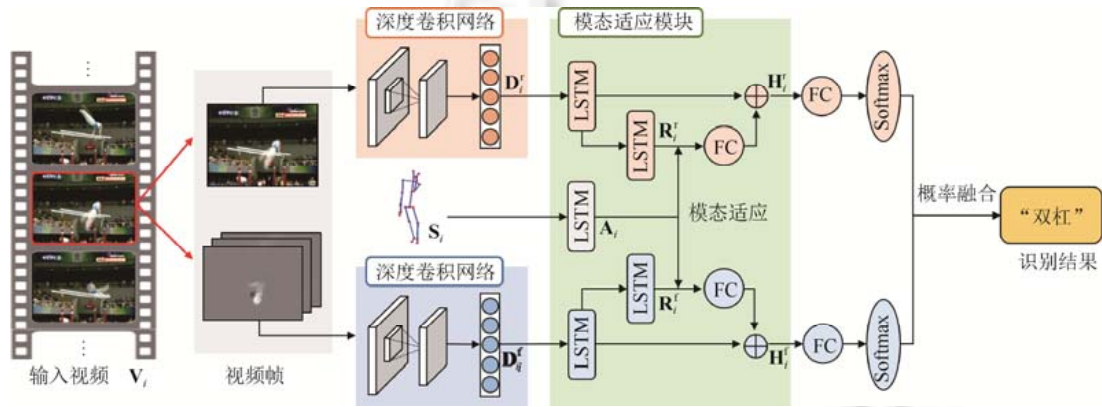 深度卷积网络
模态适应模块
D_i^r
LSTM
H_i^r
FC
Softmax
LSTM
R_i^r
FC
S_i
LSTM
A_i
模态适应
概率融合
“双杠”
识别结果
深度卷积网络
LSTM
R_i^f
FC
LSTM
H_i^f
FC
Softmax
输入视频 V_i
视频帧